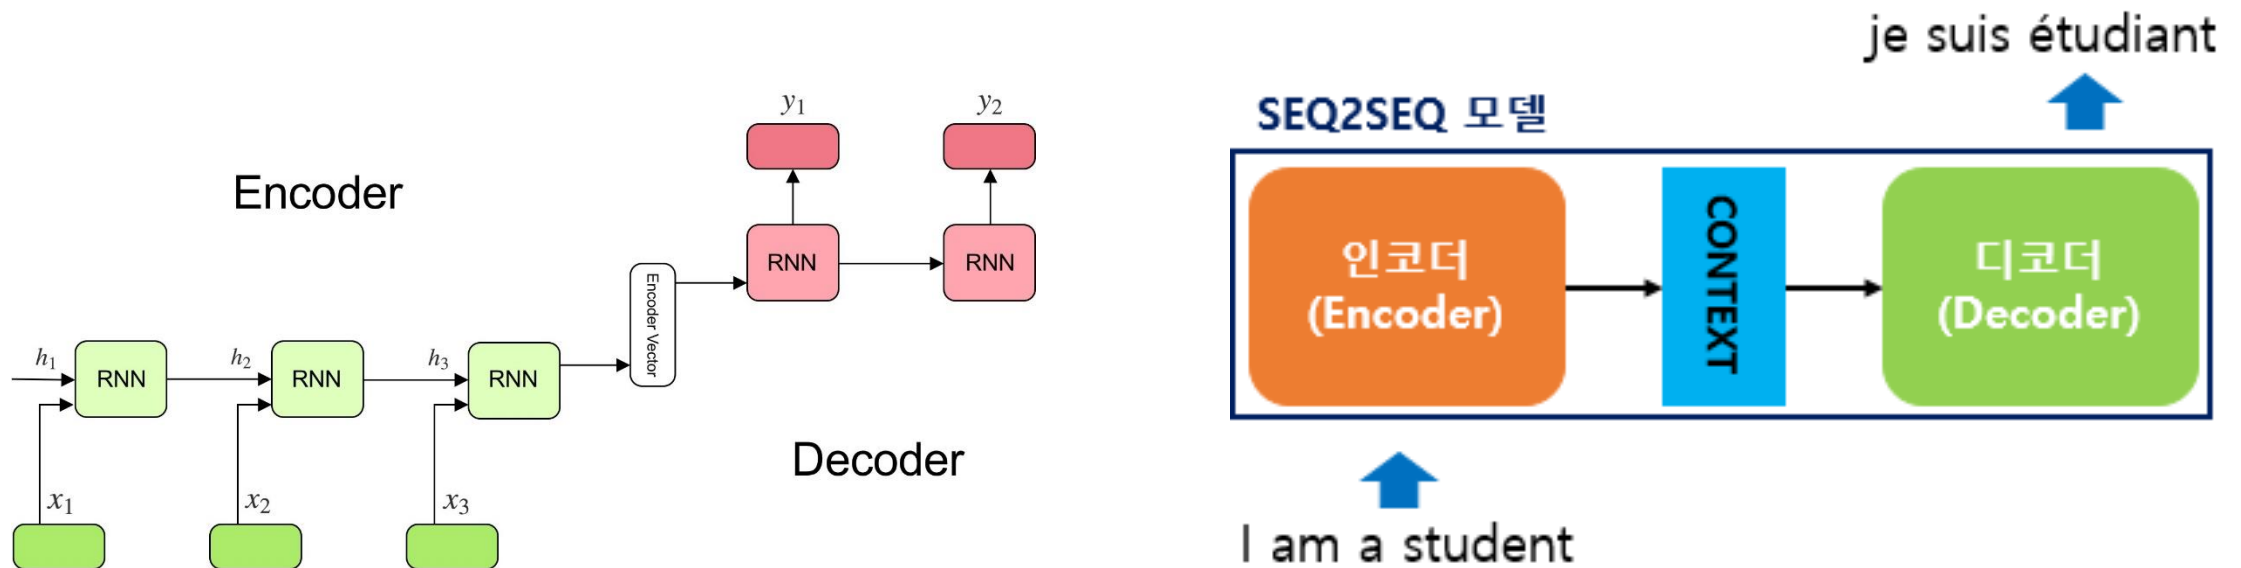 Encoder
y1
y2
RNN
RNN
Encoder Vector
h1
RNN
h2
RNN
h3
RNN
Decoder
x1
x2
x3
je suis étudiant
SEQ2SEQ 모델
인코더
(Encoder)
CONTEXT
디코더
(Decoder)
I am a student